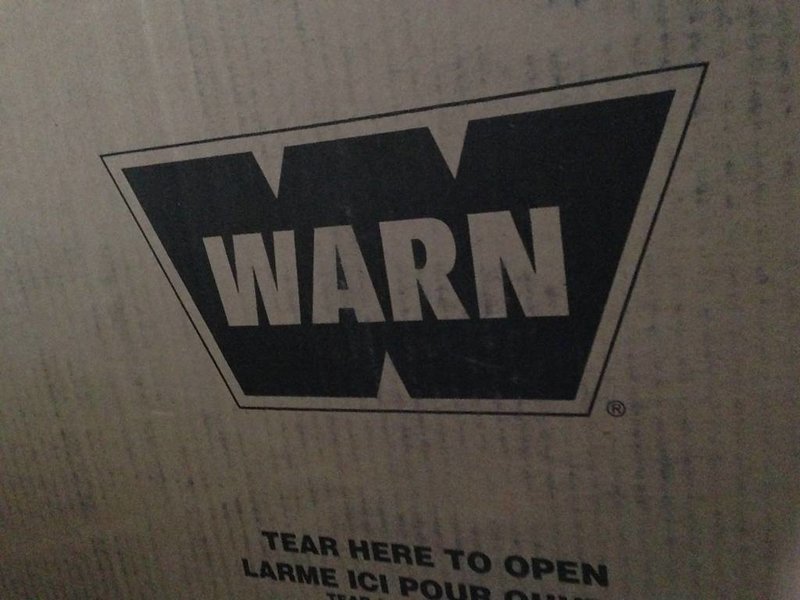 WARN
®
TEAR HERE TO OPEN
LARME ICI POUR